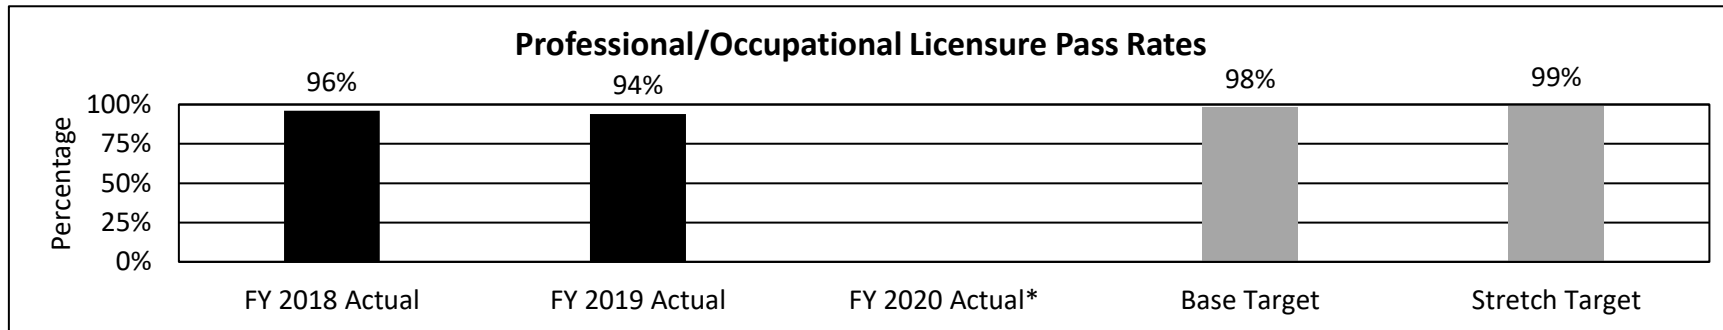 Professional/Occupational Licensure Pass Rates
96%
94%
98%
99%
Percentage
100%
75%
50%
25%
0%
FY 2018 Actual
FY 2019 Actual
FY 2020 Actual*
Base Target
Stretch Target